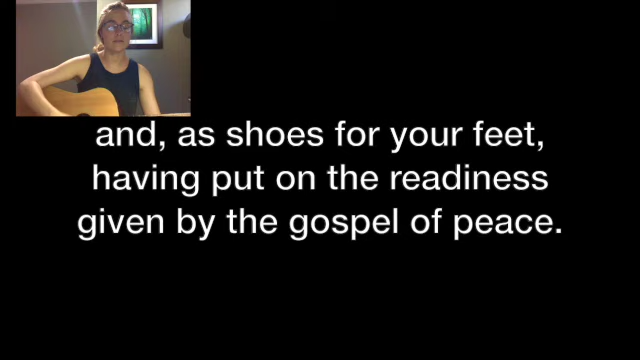 and, as shoes for your feet,
having put on the readiness
given by the gospel of peace.